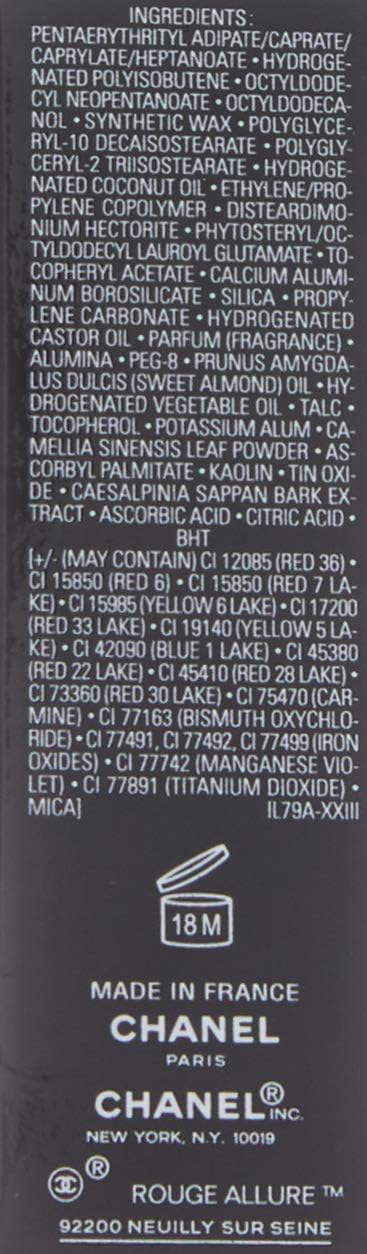 INGREDIENTS:
PENTAERYTHRITYL ADIPATE/CAPRATE/
CAPRYLATE/HEPTANOATE • HYDROGE-
NATED POLYISOBUTENE • OCTYLDODE-
CYL NEOPENTANOATE • OCTYLDODECA-
NOL • SYNTHETIC WAX • POLYGLYCE-
RYL-10 DECAISOSTEARATE • POLYGLY-
CERYL-2 TRIISOSTEARATE • HYDROGE-
NATED COCONUT OIL • ETHYLENE/PRO-
PYLENE COPOLYMER • DISTEARDIMO-
NIUM HECTORITE • PHYTOSTERYL/OC-
TYLDODECYL LAUROYL GLUTAMATE • TO-
COPHERYL ACETATE • CALCIUM ALUMI-
NUM BOROSILICATE • SILICA • PROPY-
LENE CARBONATE • HYDROGENATED
CASTOR OIL • PARFUM (FRAGRANCE) •
ALUMINA • PEG-8 • PRUNUS AMYGDA-
LUS DULCIS (SWEET ALMOND) OIL • HY-
DROGENATED VEGETABLE OIL • TALC •
TOCOPHEROL • POTASSIUM ALUM • CA-
MELLIA SINENSIS LEAF POWDER • AS-
CORBYL PALMITATE • KAOLIN • TIN OXI-
DE • CAESALPINIA SAPPAN BARK EX-
TRACT • ASCORBIC ACID • CITRIC ACID •
BHT
[+/- (MAY CONTAIN) CI 12085 (RED 36) •
CI 15850 (RED 6) • CI 15850 (RED 7 LA-
KE) • CI 15985 (YELLOW 6 LAKE) • CI 17200
(RED 33 LAKE) • CI 19140 (YELLOW 5 LA-
KE) • CI 42090 (BLUE 1 LAKE) • CI 45380
(RED 22 LAKE) • CI 45410 (RED 28 LAKE) •
CI 73360 (RED 30 LAKE) • CI 75470 (CAR-
MINE) • CI 77163 (BISMUTH OXYCHLO-
RIDE) • CI 77491, CI 77492, CI 77499 (IRON
OXIDES) • CI 77742 (MANGANESE VIO-
LET) • CI 77891 (TITANIUM DIOXIDE) •
MICA] IL79A-XXIII
18 M
MADE IN FRANCE
CHANEL
PARIS
CHANEL® INC.
NEW YORK, N.Y. 10019
® ROUGE ALLURE ™
92200 NEUILLY SUR SEINE